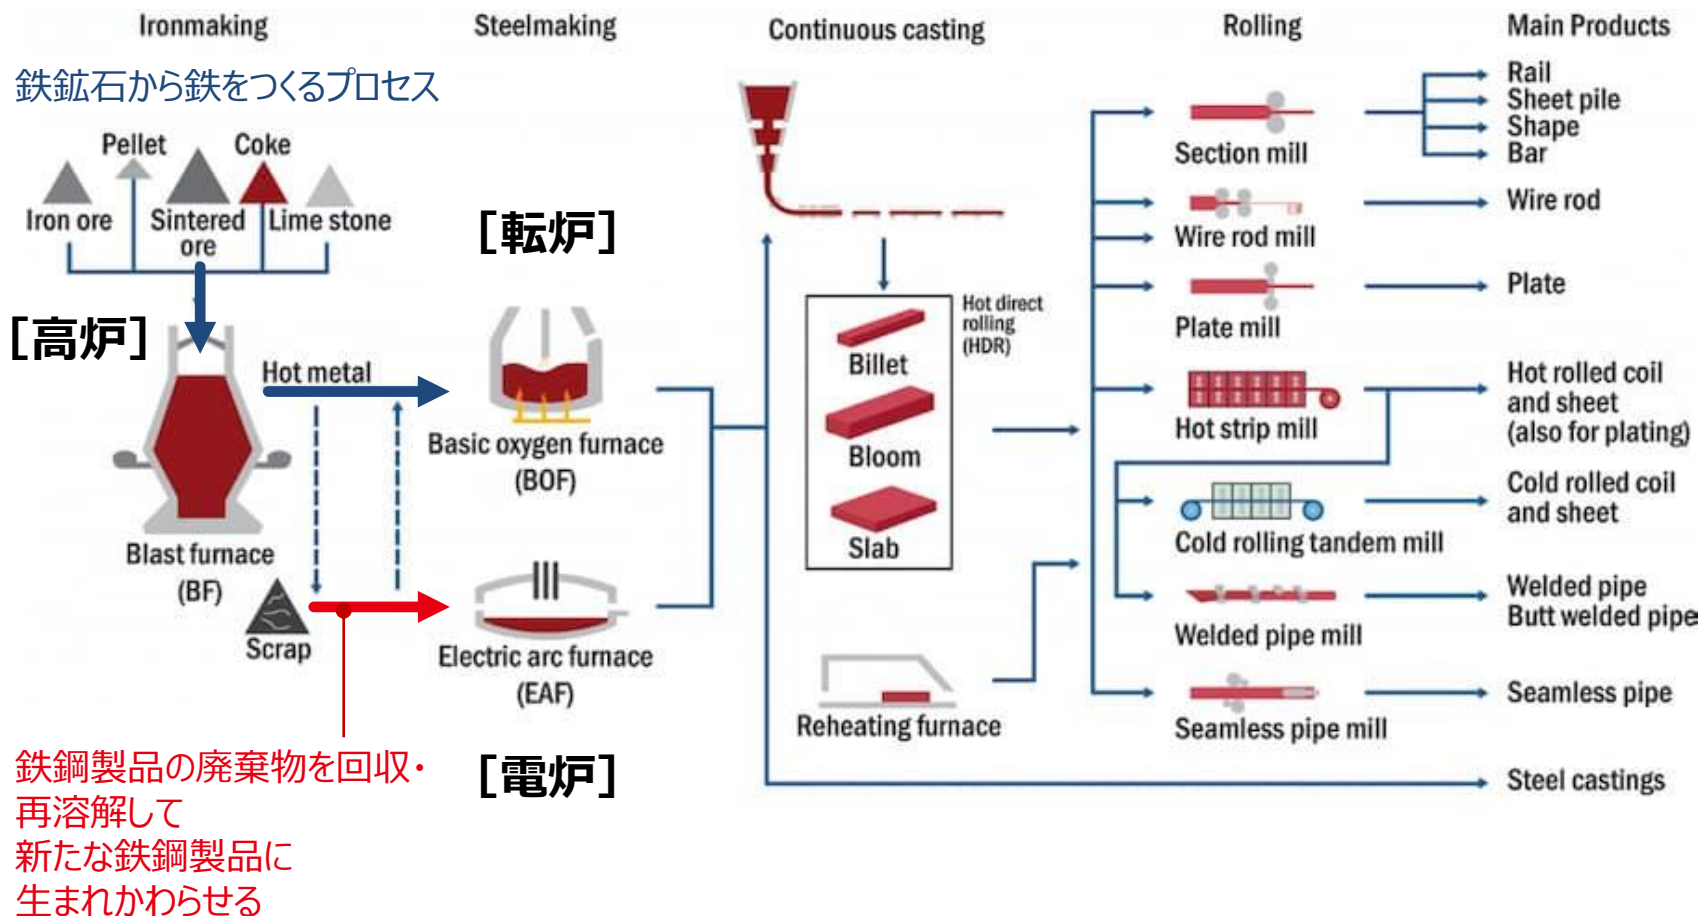 Ironmaking
Steelmaking
Continuous casting
Rolling
Main Products
鉄鉱石から鉄をつくるプロセス
Pellet
Coke
Iron ore
Sintered
ore
Lime stone
[高炉]
Hot metal
Blast furnace
(BF)
Scrap
鉄鋼製品の廃棄物を回収・
再溶解して
新たな鉄鋼製品に
生まれかわらせる
[転炉]
Basic oxygen furnace
(BOF)
Electric arc furnace
(EAF)
[電炉]
Hot direct
rolling
(HDR)
Billet
Bloom
Slab
Reheating furnace
Section mill
Wire rod mill
Plate mill
Hot strip mill
Cold rolling tandem mill
Welded pipe mill
Seamless pipe mill
Rail
Sheet pile
Shape
Bar
Wire rod
Plate
Hot rolled coil
and sheet
(also for plating)
Cold rolled coil
and sheet
Welded pipe
Butt welded pipe
Seamless pipe
Steel castings